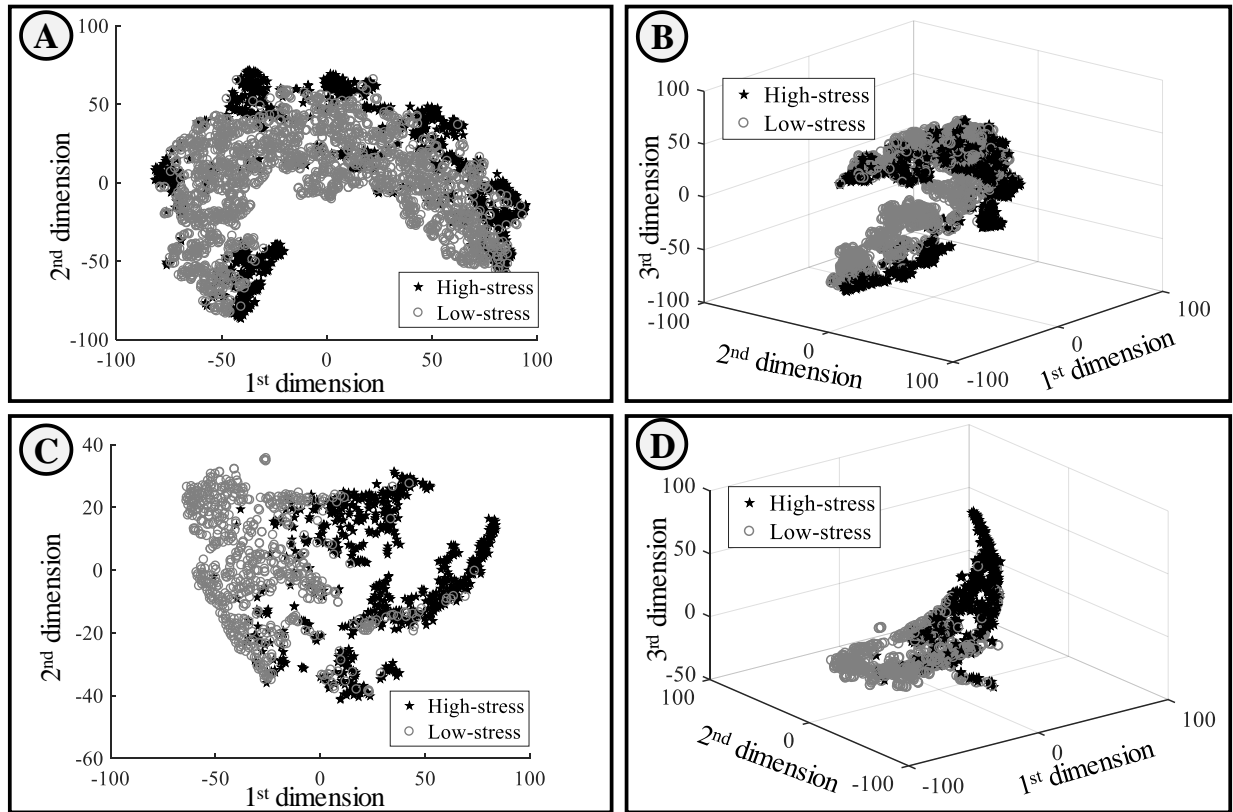 A
100
50
0
-50
-100
2nd dimension
-100 -50 0 50 100
1st dimension
High-stress
Low-stress
B
High-stress
Low-stress
100
50
0
-50
-100
3rd dimension
-100
0
100
2nd dimension
-100
0
100
1st dimension
C
40
20
0
-20
-40
-60
2nd dimension
-100 -50 0 50 100
1st dimension
High-stress
Low-stress
D
High-stress
Low-stress
100
50
0
-50
3rd dimension
100
0
-100
2nd dimension
-100
0
100
1st dimension